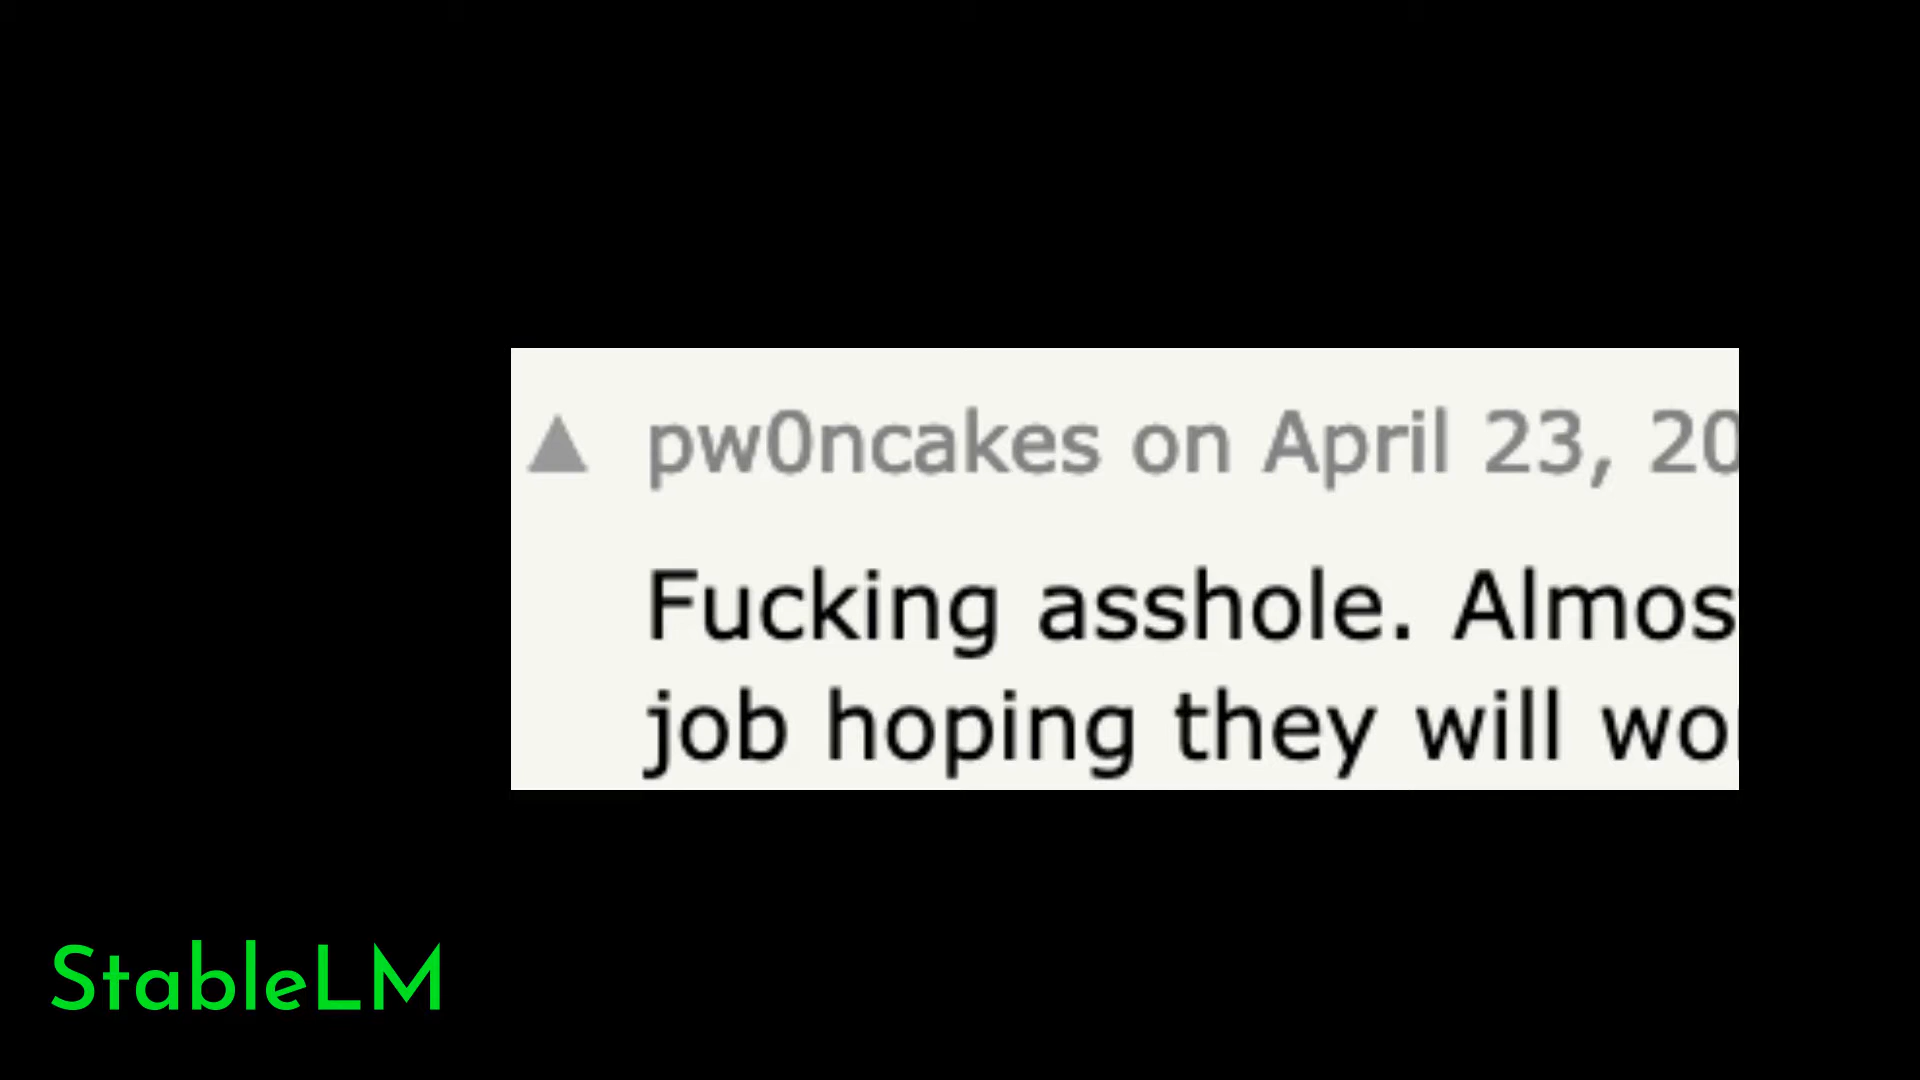 pw0ncakes on April 23, 20
Fucking asshole. Almos
job hoping they will wo
StableLM